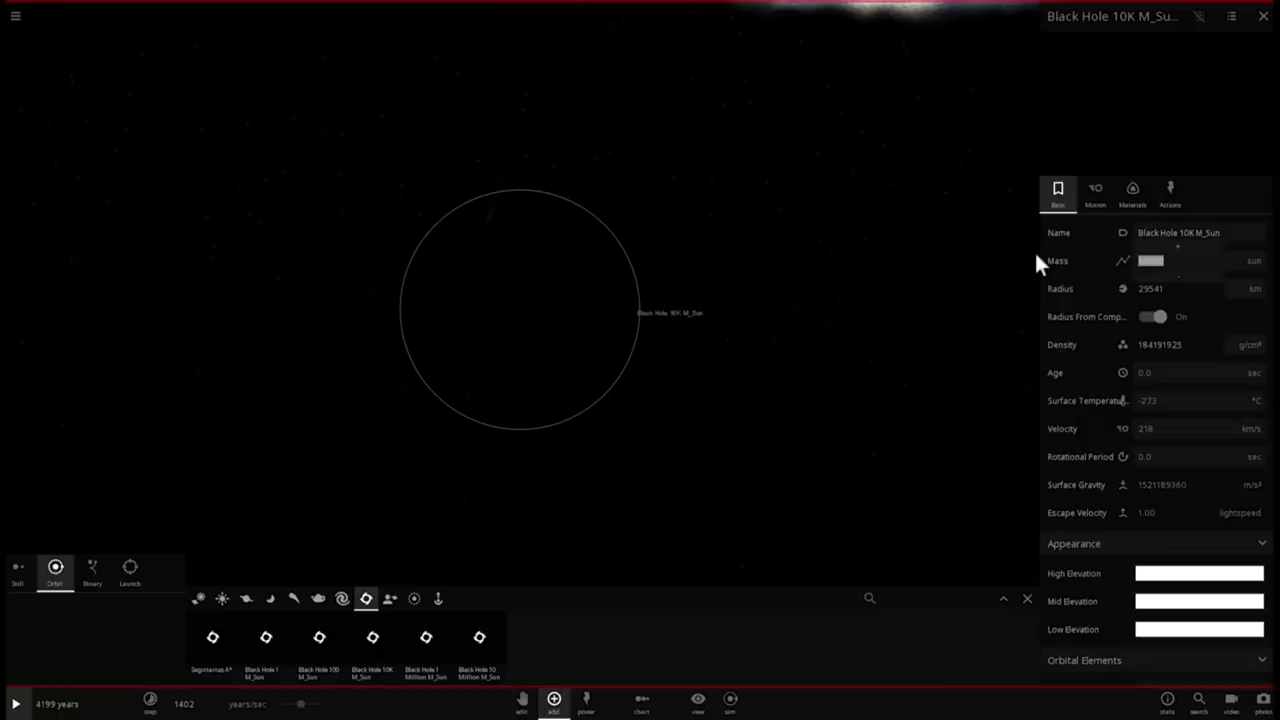 Black Hole 10K M_Su...
Basic
Motion
Materials
Actions
Name
Black Hole 10K M_Sun
Mass
sun
Radius
29541
km
Radius From Comp...
On
Density
184191925
g/cm³
Age
0.0
sec
Surface Temperatu...
-273
°C
Velocity
218
km/s
Rotational Period
0.0
sec
Surface Gravity
1521189360
m/s²
Escape Velocity
1.00
lightspeed
Appearance
High Elevation
Mid Elevation
Low Elevation
Orbital Elements
Black Hole 10K M_Sun
Still
Orbit
Binary
Launch
Sagittarius A*
Black Hole 1
M_Sun
Black Hole 100
M_Sun
Black Hole 10K
M_Sun
Black Hole 1
Million M_Sun
Black Hole 10
Million M_Sun
4199 years
step
1402
years/sec
edit
add
power
chart
view
sim
stats
search
video
photo